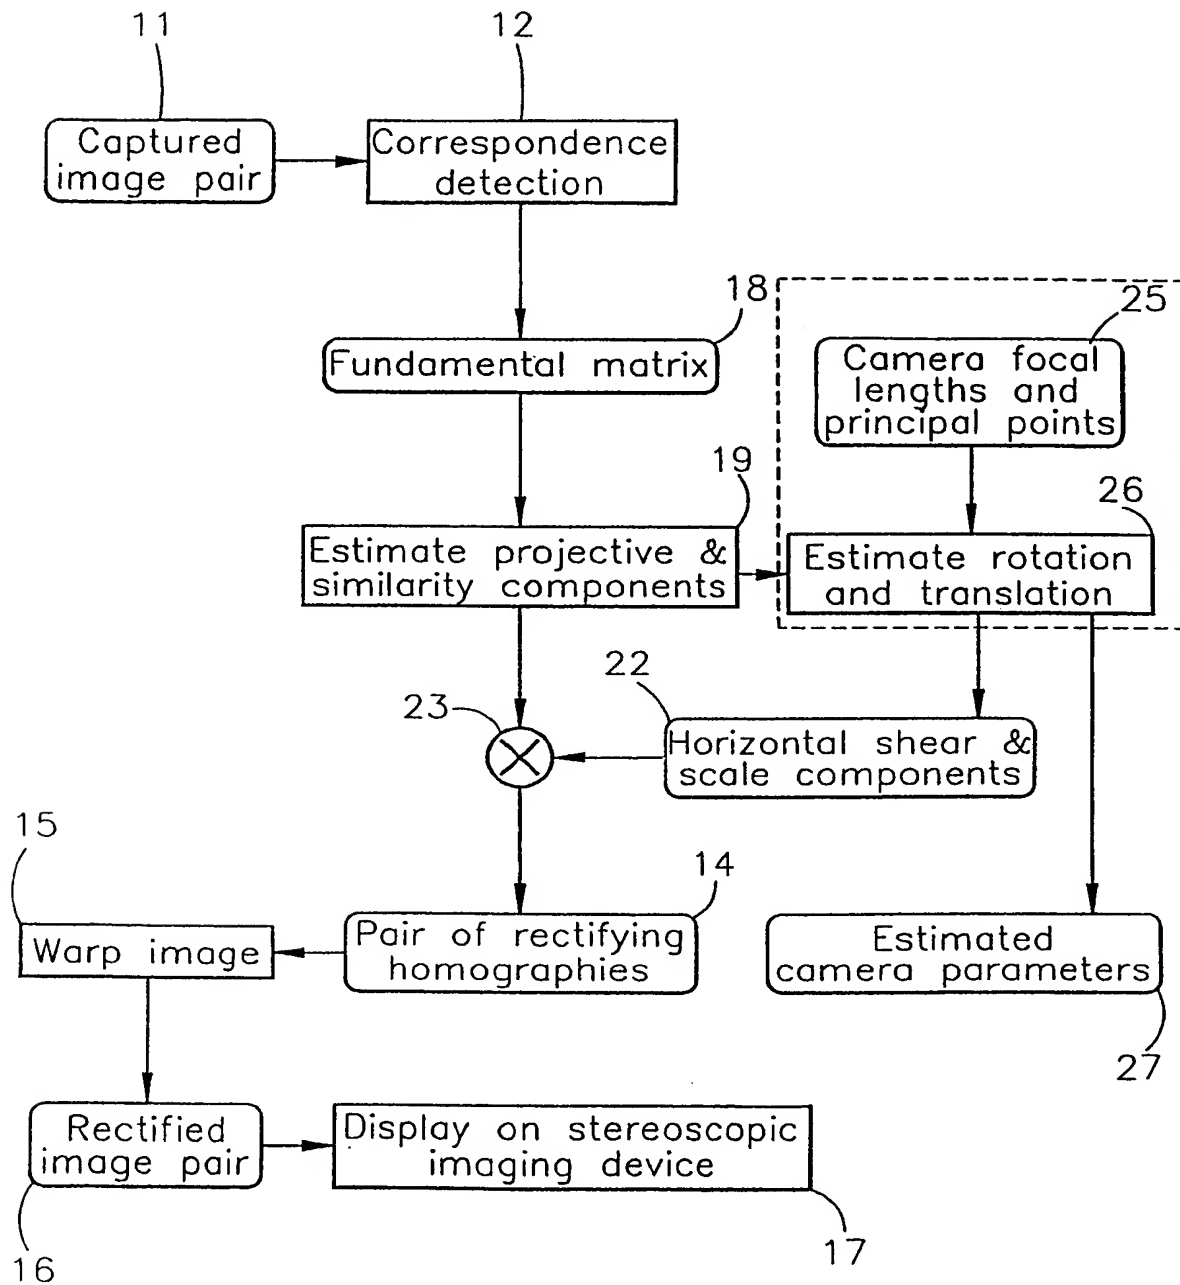 11
12
Captured
image pair
Correspondence
detection
18
25
Fundamental matrix
Camera focal
lengths and
principal points
19
26
Estimate projective &
similarity components
Estimate rotation
and translation
22
23
Horizontal shear &
scale components
15
14
Warp image
Pair of rectifying
homographies
Estimated
camera parameters
27
Rectified
image pair
Display on stereoscopic
imaging device
16
17